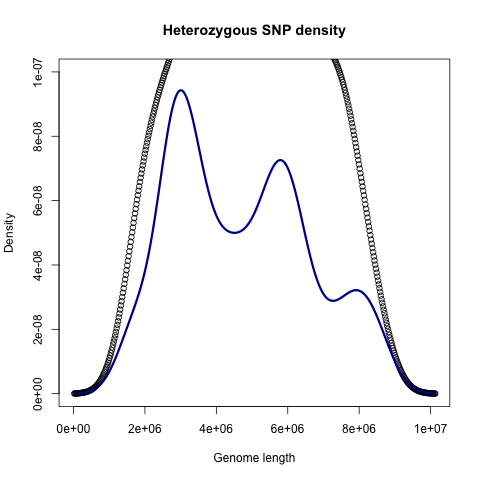 Heterozygous SNP density
1e-07
8e-08
6e-08
4e-08
2e-08
0e+00
Density
0e+00 2e+06 4e+06 6e+06 8e+06 1e+07
Genome length